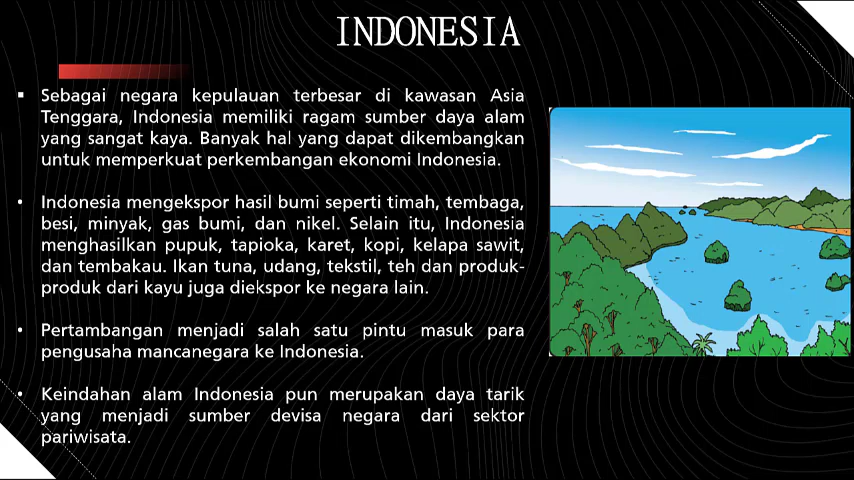 INDONESIA
▪ Sebagai negara kepulauan terbesar di kawasan Asia
Tenggara, Indonesia memiliki ragam sumber daya alam
yang sangat kaya. Banyak hal yang dapat dikembangkan
untuk memperkuat perkembangan ekonomi Indonesia.
• Indonesia mengekspor hasil bumi seperti timah, tembaga,
besi, minyak, gas bumi, dan nikel. Selain itu, Indonesia
menghasilkan pupuk, tapioka, karet, kopi, kelapa sawit,
dan tembakau. Ikan tuna, udang, tekstil, teh dan produk-
produk dari kayu juga diekspor ke negara lain.
• Pertambangan menjadi salah satu pintu masuk para
pengusaha mancanegara ke Indonesia.
• Keindahan alam Indonesia pun merupakan daya tarik
yang menjadi sumber devisa negara dari sektor
pariwisata.